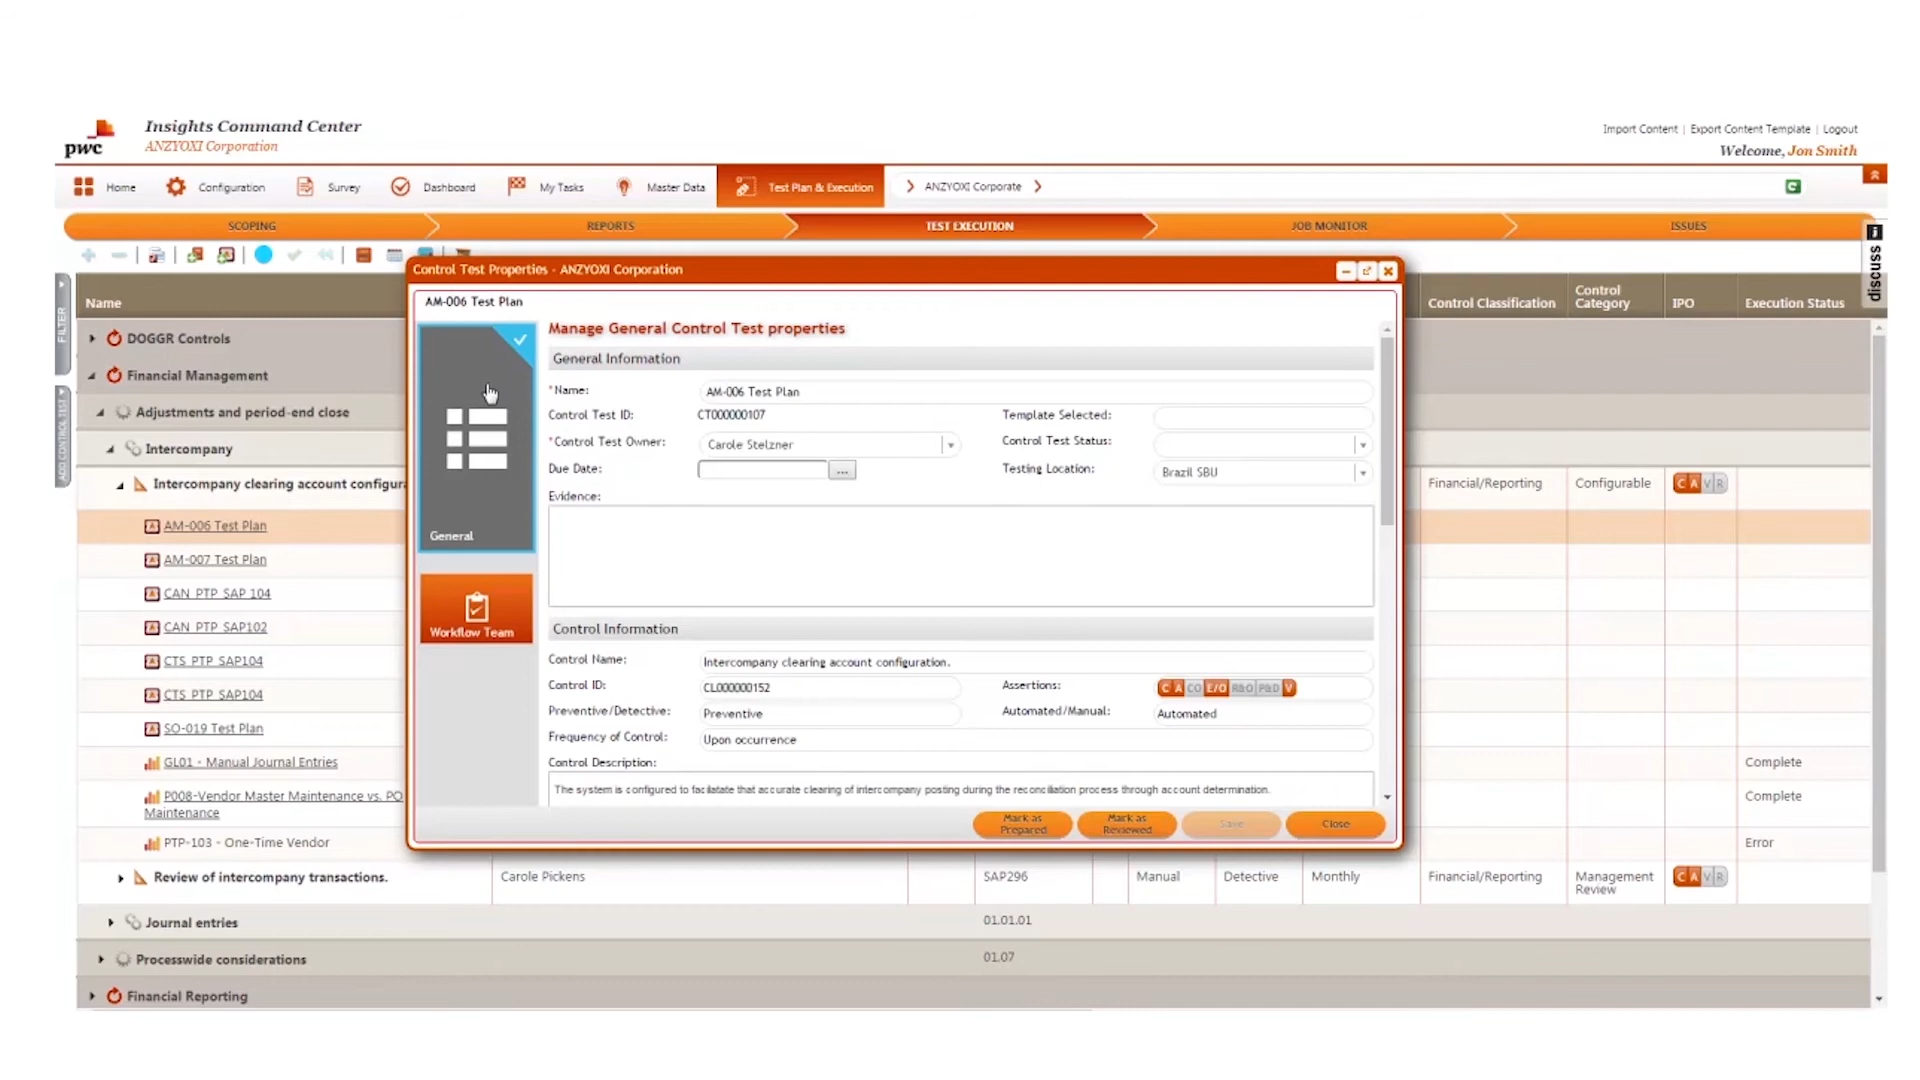 pwc
Insights Command Center
ANZYOXI Corporation
Import Content | Export Content Template | Logout
Welcome, Jon Smith
Home
Configuration
Survey
Dashboard
My Tasks
Master Data
Test Plan & Execution
ANZYOXI Corporate
SCOPING
REPORTS
TEST EXECUTION
JOB MONITOR
ISSUES
discuss
FILTER
ADD CONTROL TEST
Name
Control Classification
Control Category
IPO
Execution Status
DOGGR Controls
Financial Management
Adjustments and period-end close
Intercompany
Intercompany clearing account configura
Financial/Reporting
Configurable
C A V R
AM-006 Test Plan
AM-007 Test Plan
CAN PTP SAP 104
CAN PTP SAP102
CTS PTP SAP104
CTS PTP SAP104
SO-019 Test Plan
GL01 - Manual Journal Entries
Complete
P008-Vendor Master Maintenance vs. PO
Maintenance
Complete
PTP-103 - One-Time Vendor
Error
Review of intercompany transactions.
Carole Pickens
SAP296
Manual
Detective
Monthly
Financial/Reporting
Management
Review
C A V R
Journal entries
01.01.01
Processwide considerations
01.07
Financial Reporting
Control Test Properties - ANZYOXI Corporation
AM-006 Test Plan
General
Workflow Team
Manage General Control Test properties
General Information
*Name:
AM-006 Test Plan
Control Test ID:
CT000000107
Template Selected:
*Control Test Owner:
Carole Stelzner
Control Test Status:
Due Date:
...
Testing Location:
Brazil SBU
Evidence:
Control Information
Control Name:
Intercompany clearing account configuration.
Control ID:
CL000000152
Assertions:
C A CO E/O R&O P&D V
Preventive/Detective:
Preventive
Automated/Manual:
Automated
Frequency of Control:
Upon occurrence
Control Description:
The system is configured to faciliatate that accurate clearing of intercompany posting during the reconciliation process through account determination.
Mark as Prepared
Mark as Reviewed
Save
Close